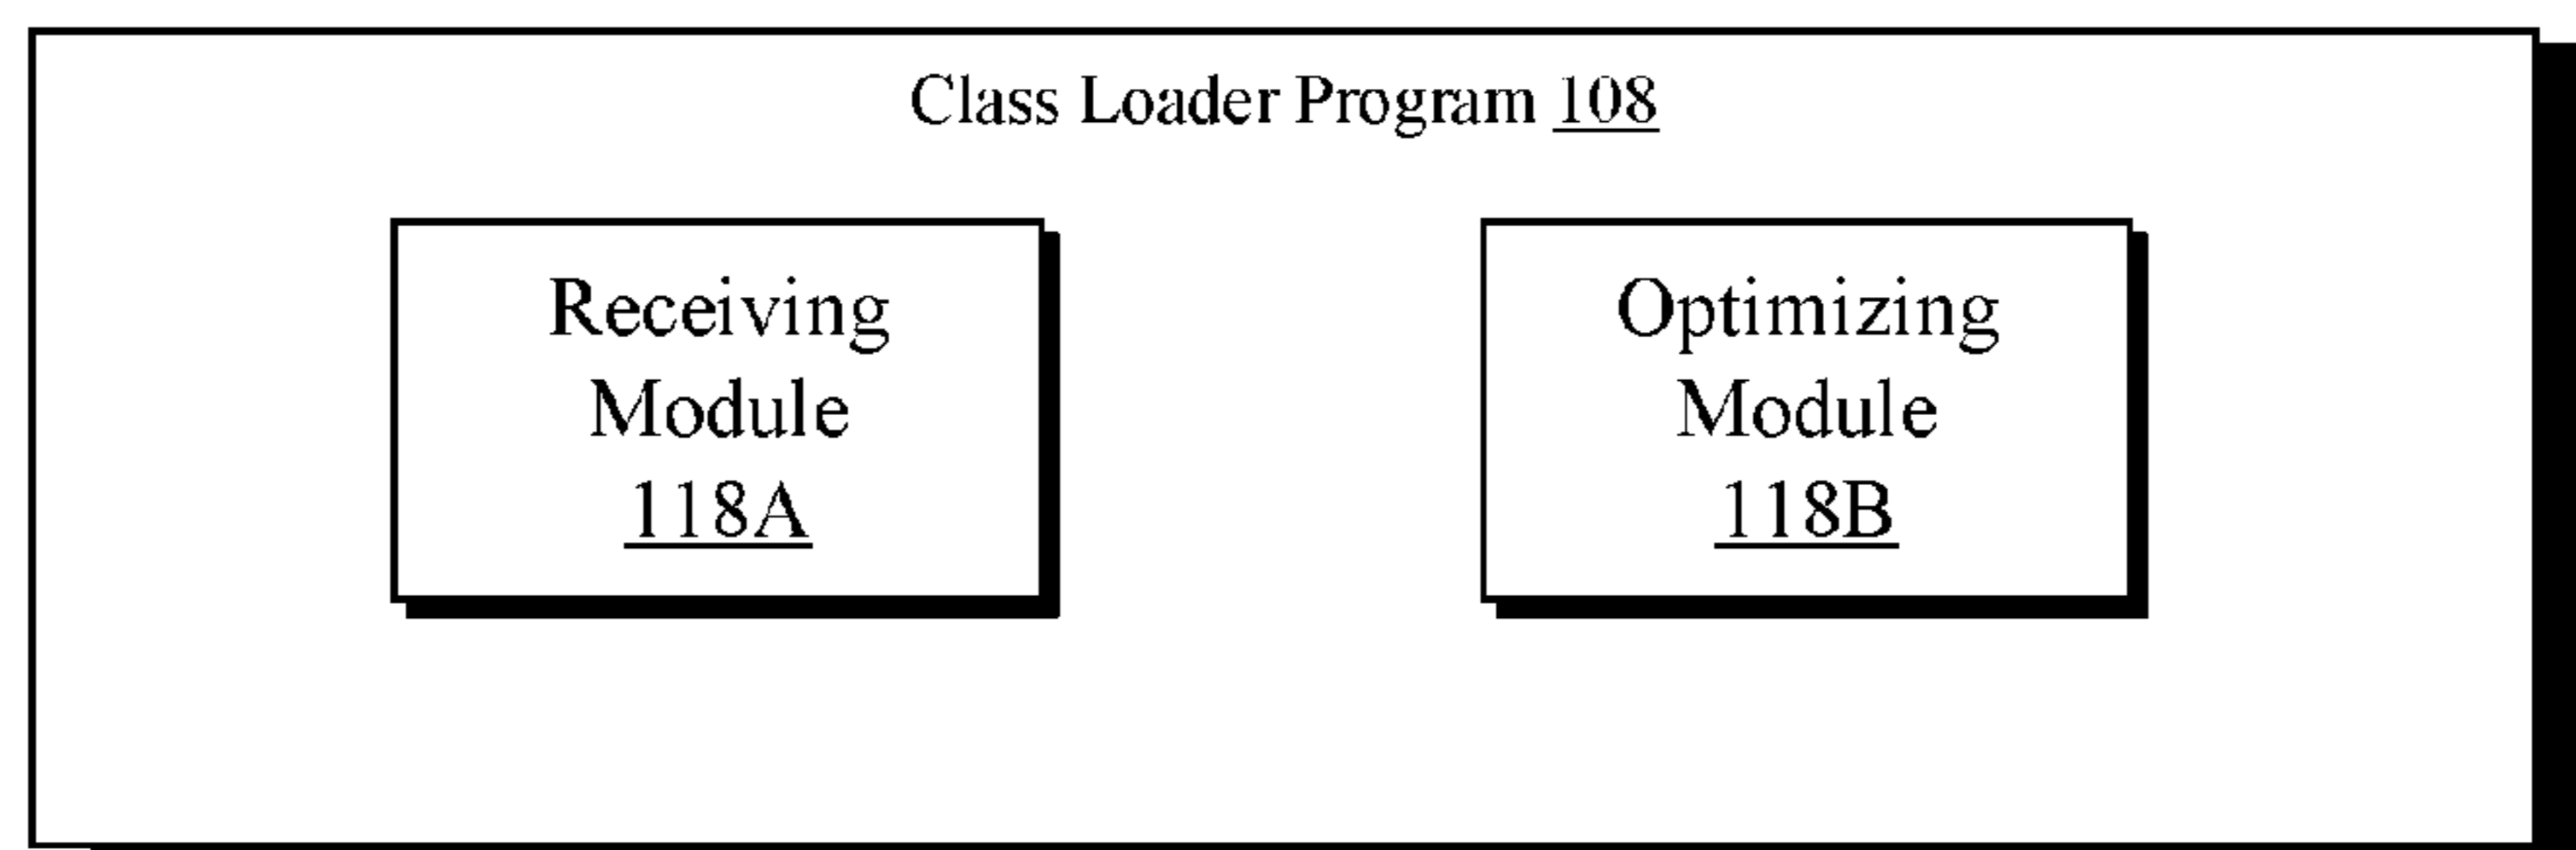 Class Loader Program 108
Receiving
Module
118A
Optimizing
Module
118B